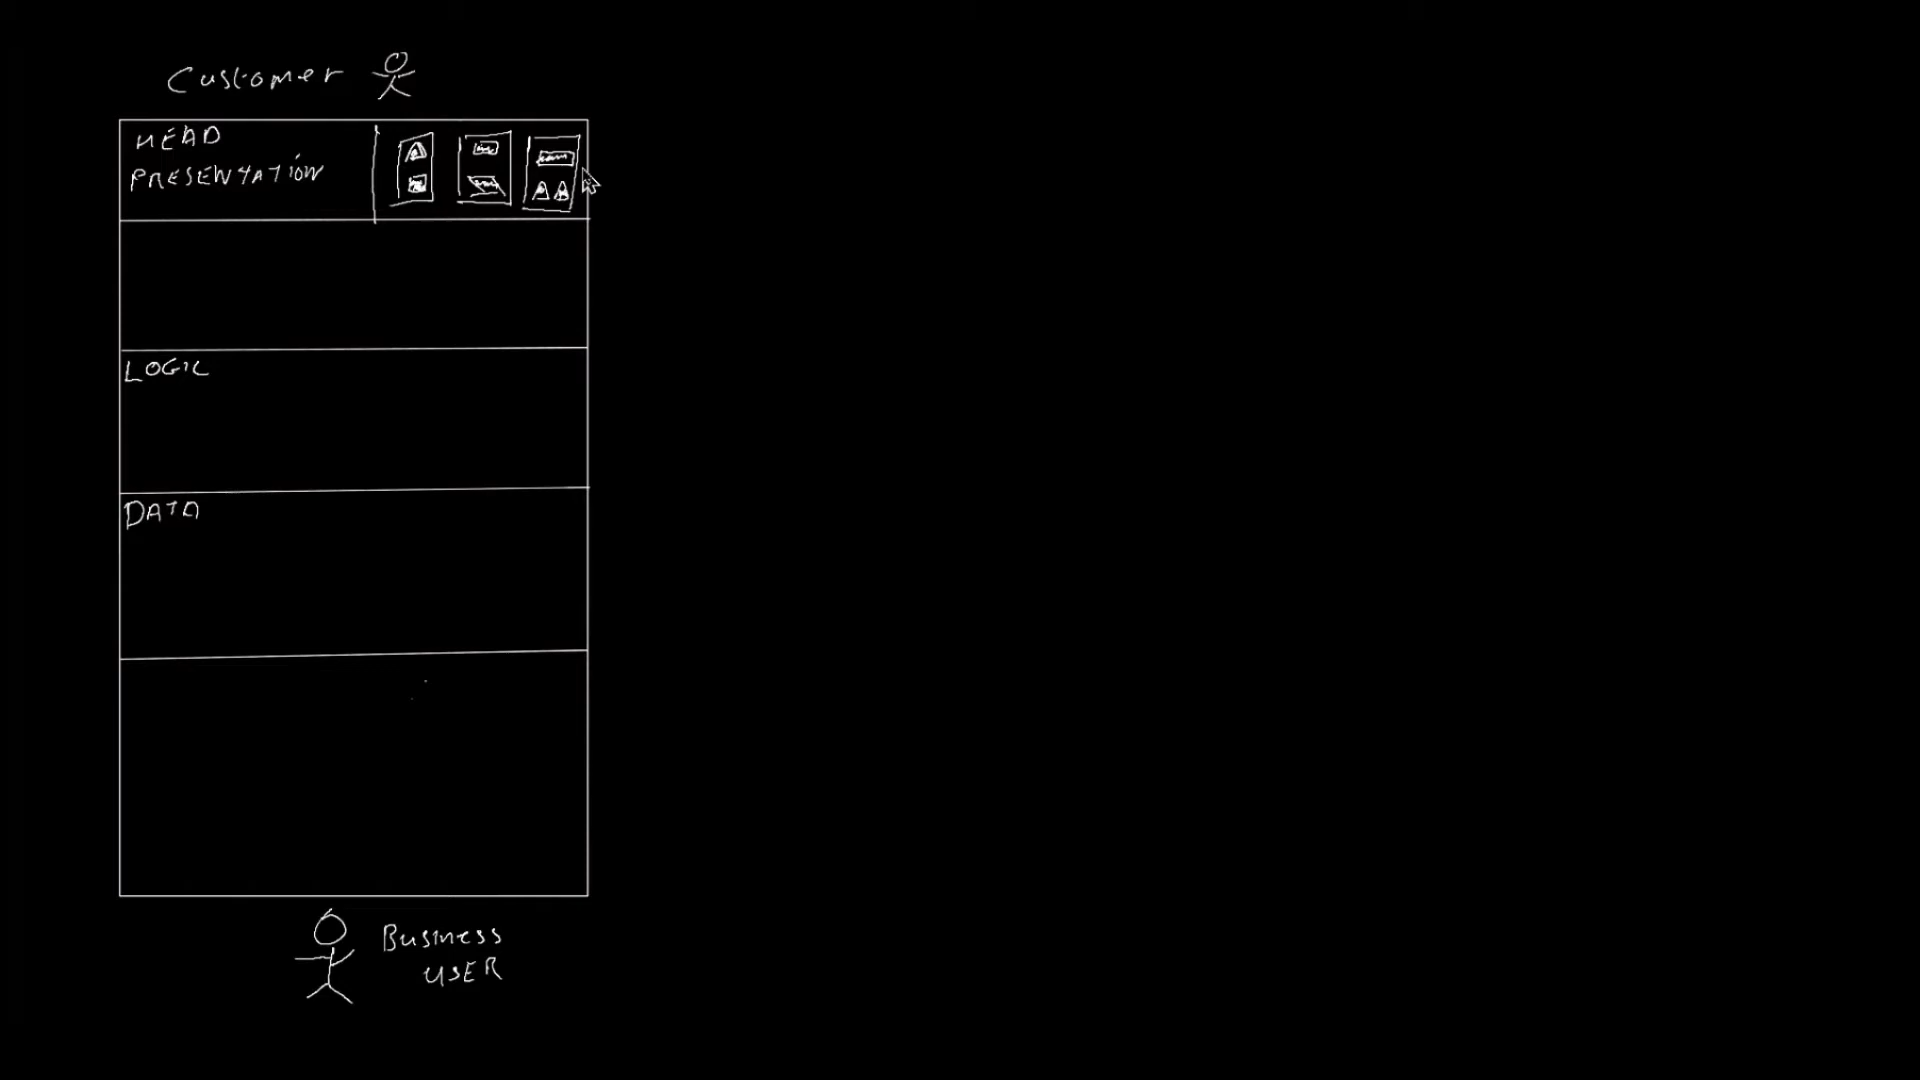 Customer
HEAD
PRESENTATION
LOGIC
DATA
Business
USER